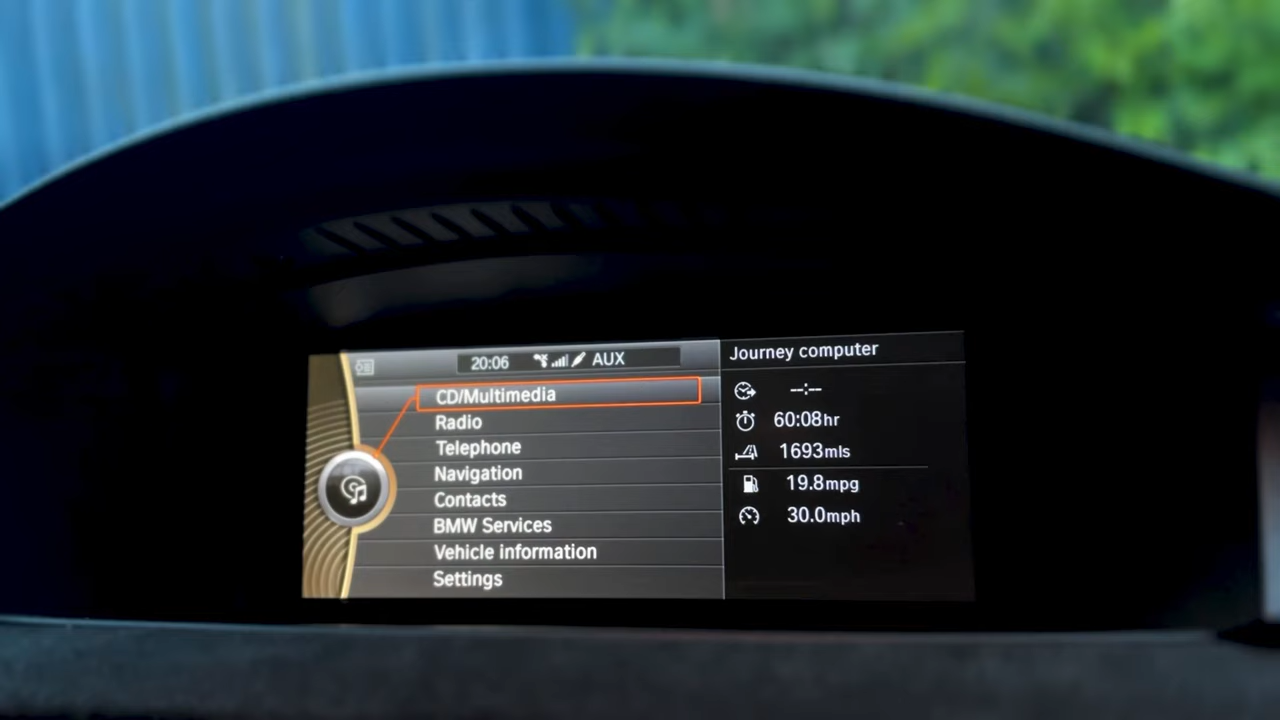 20:06 AUX
CD/Multimedia
Radio
Telephone
Navigation
Contacts
BMW Services
Vehicle information
Settings
Journey computer
--:--
60:08hr
1693mls
19.8mpg
30.0mph